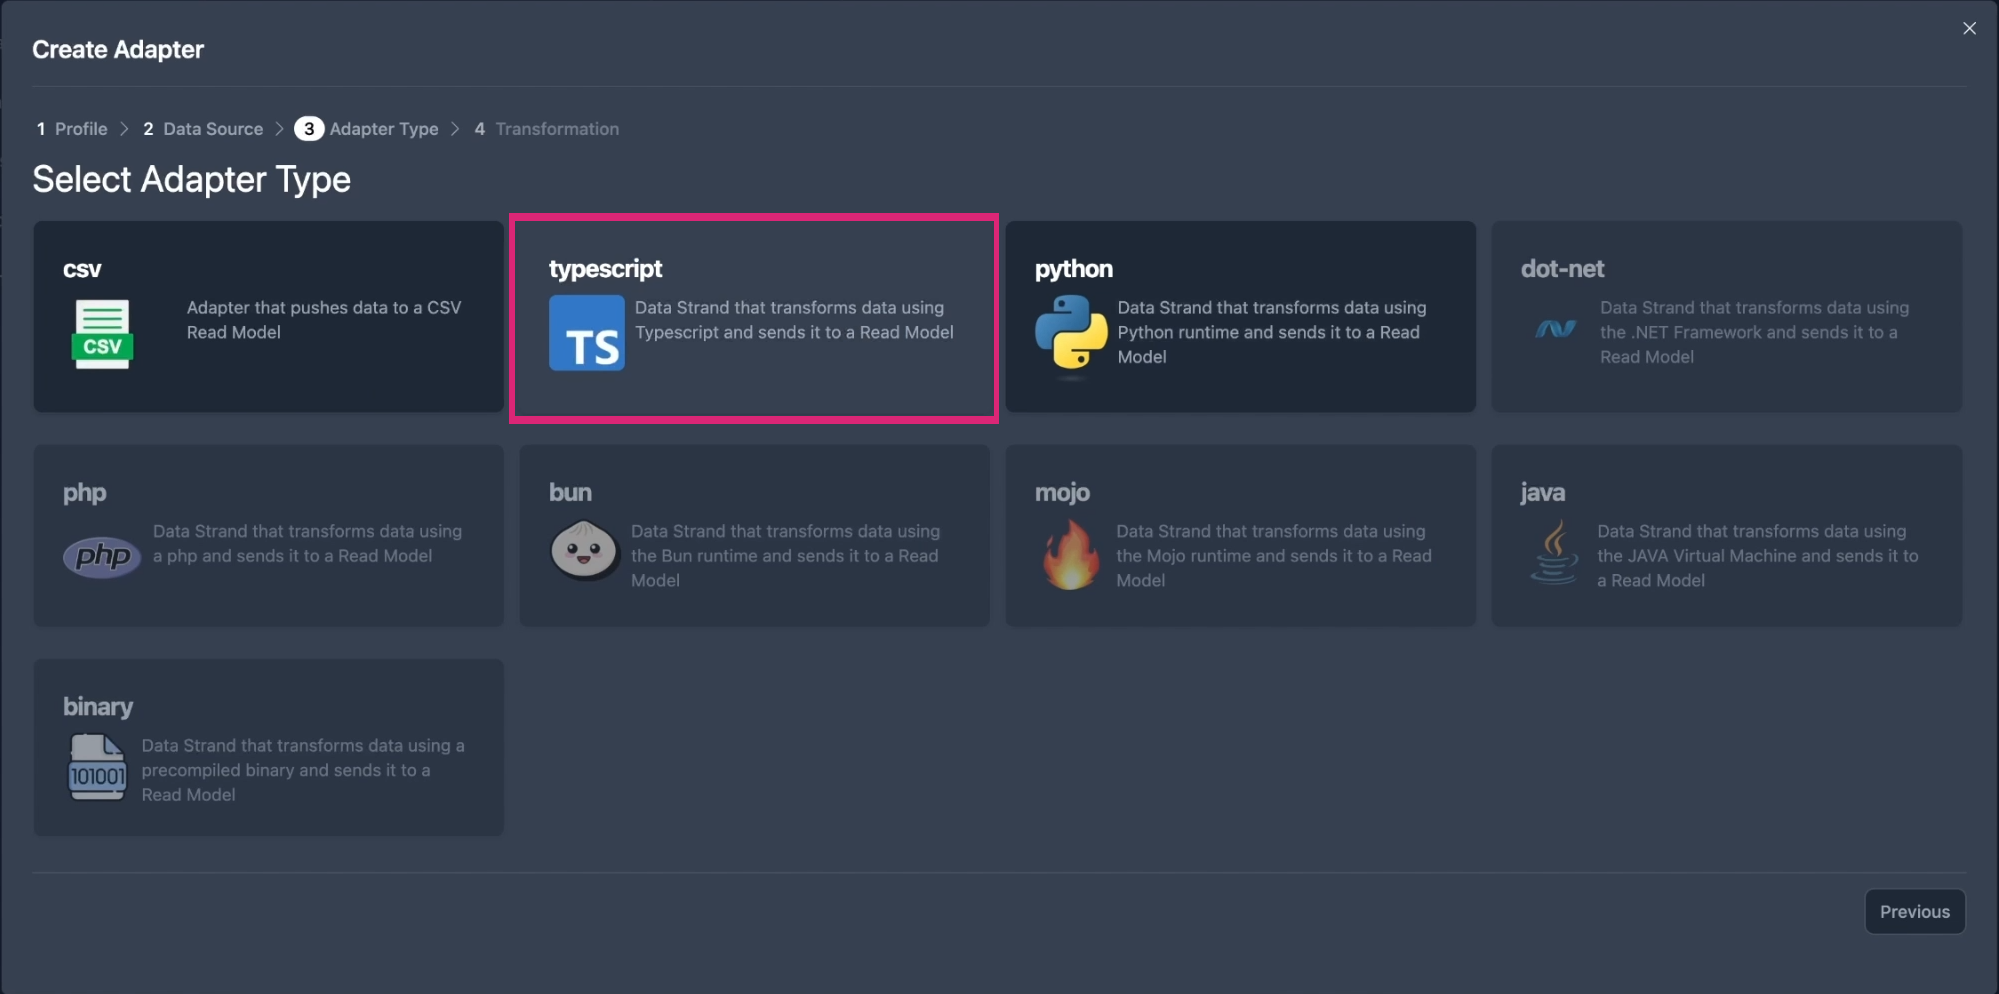 Create Adapter
1 Profile > 2 Data Source > 3 Adapter Type > 4 Transformation
Select Adapter Type
csv
CSV
Adapter that pushes data to a CSV
Read Model
typescript
TS
Data Strand that transforms data using
Typescript and sends it to a Read Model
python
Data Strand that transforms data using
Python runtime and sends it to a Read
Model
dot-net
Data Strand that transforms data using
the .NET Framework and sends it to a
Read Model
php
php
Data Strand that transforms data using
a php and sends it to a Read Model
bun
Data Strand that transforms data using
the Bun runtime and sends it to a Read
Model
mojo
Data Strand that transforms data using
the Mojo runtime and sends it to a Read
Model
java
Data Strand that transforms data using
the JAVA Virtual Machine and sends it to
a Read Model
binary
101001
Data Strand that transforms data using a
precompiled binary and sends it to a
Read Model
Previous